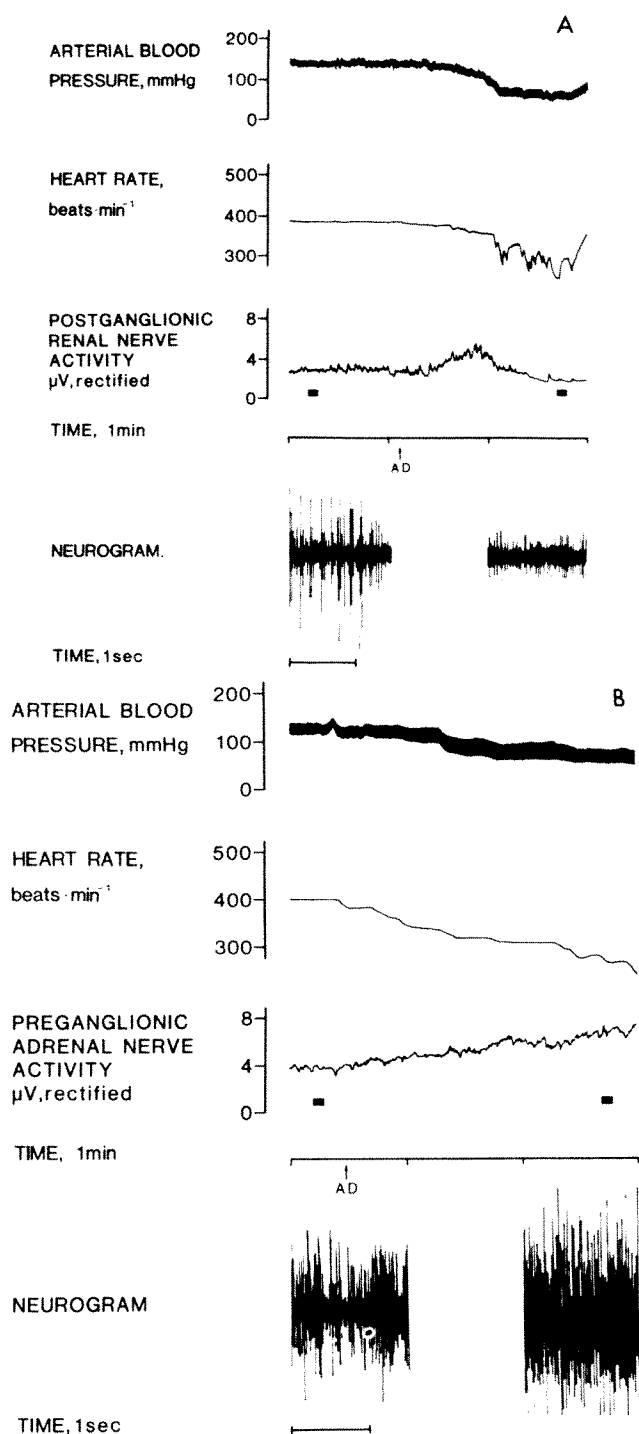 A
ARTERIAL BLOOD
PRESSURE, mmHg
200
100
0
HEART RATE,
beats·min⁻¹
500
400
300
POSTGANGLIONIC
RENAL NERVE
ACTIVITY
µV, rectified
8
4
0
TIME, 1min
AD
NEUROGRAM.
TIME, 1sec
B
ARTERIAL BLOOD
PRESSURE, mmHg
200
100
0
HEART RATE,
beats·min⁻¹
500
400
300
PREGANGLIONIC
ADRENAL NERVE
ACTIVITY
µV, rectified
8
4
0
TIME, 1min
AD
NEUROGRAM
TIME, 1sec